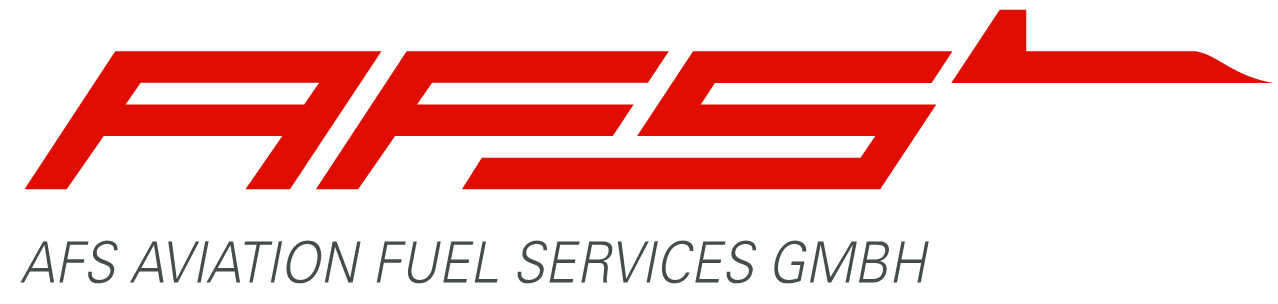 AFS
AFS AVIATION FUEL SERVICES GMBH